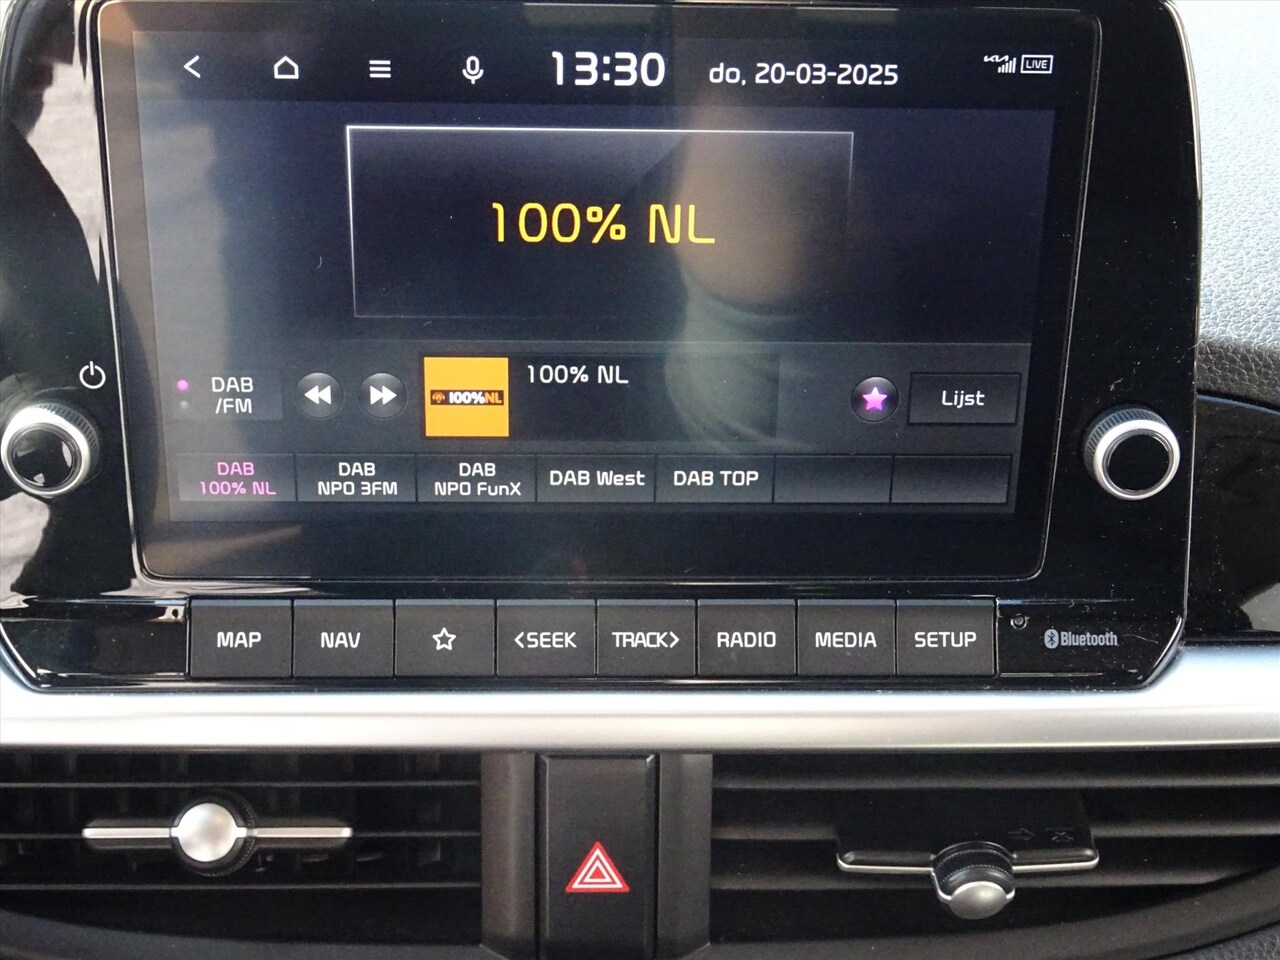 13:30 do, 20-03-2025 KIA LIVE
100% NL
DAB
/FM
100%NL
100% NL
Lijst
DAB
100% NL
DAB
NPO 3FM
DAB
NPO FunX
DAB West
DAB TOP
MAP
NAV
<SEEK
TRACK>
RADIO
MEDIA
SETUP
Bluetooth